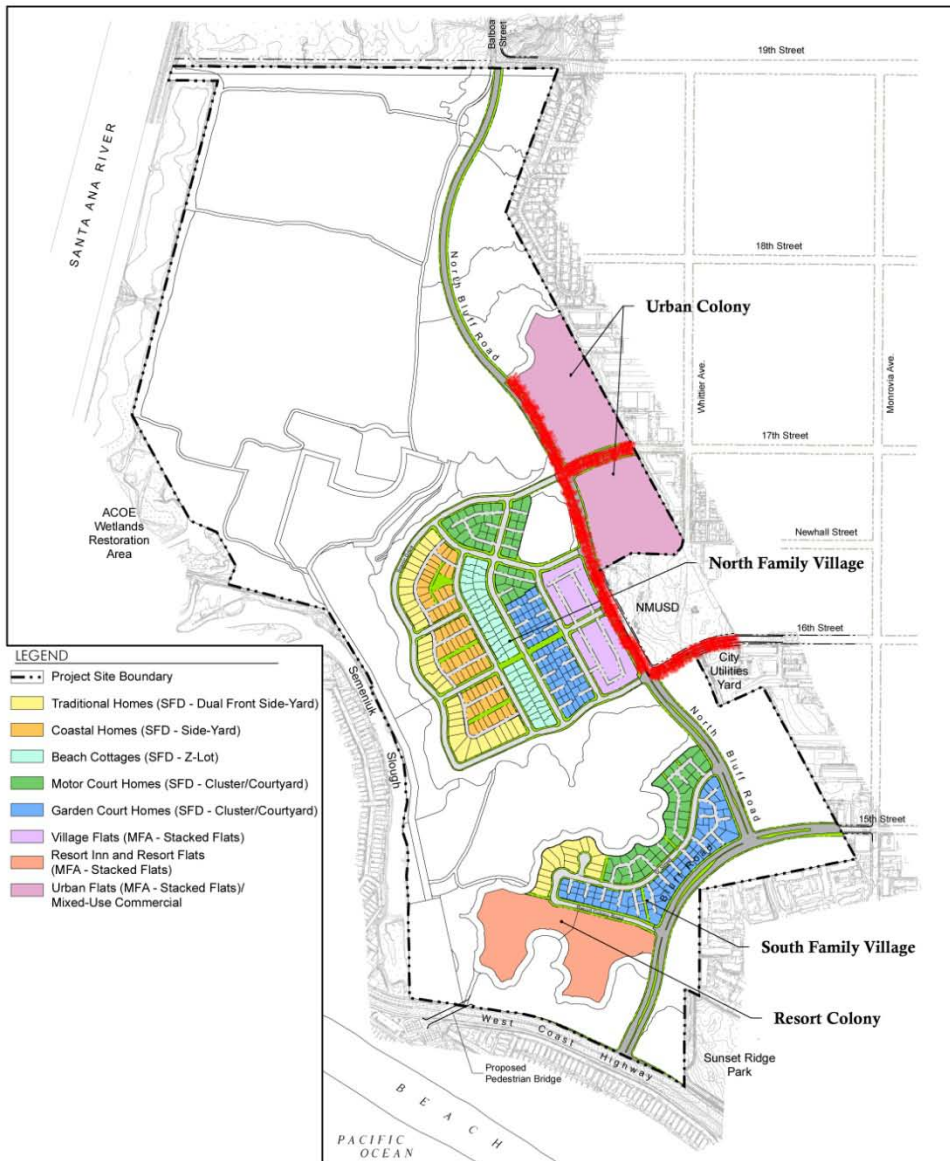 Balboa
Street
19th Street
SANTA ANA RIVER
18th Street
North Bluff Road
Urban Colony
Whittier Ave.
Monrovia Ave.
17th Street
ACOE
Wetlands
Restoration
Area
Newhall Street
North Family Village
NMUSD
16th Street
City
Utilities
Yard
LEGEND
Project Site Boundary
Traditional Homes (SFD - Dual Front Side-Yard)
Coastal Homes (SFD - Side-Yard)
Beach Cottages (SFD - Z-Lot)
Motor Court Homes (SFD - Cluster/Courtyard)
Garden Court Homes (SFD - Cluster/Courtyard)
Village Flats (MFA - Stacked Flats)
Resort Inn and Resort Flats
(MFA - Stacked Flats)
Urban Flats (MFA - Stacked Flats)/
Mixed-Use Commercial
Semeniuk
Slough
North Bluff Road
15th Street
Bluff Road
South Family Village
Resort Colony
West Coast Highway
Sunset Ridge
Park
Proposed
Pedestrian Bridge
BEACH
PACIFIC
OCEAN